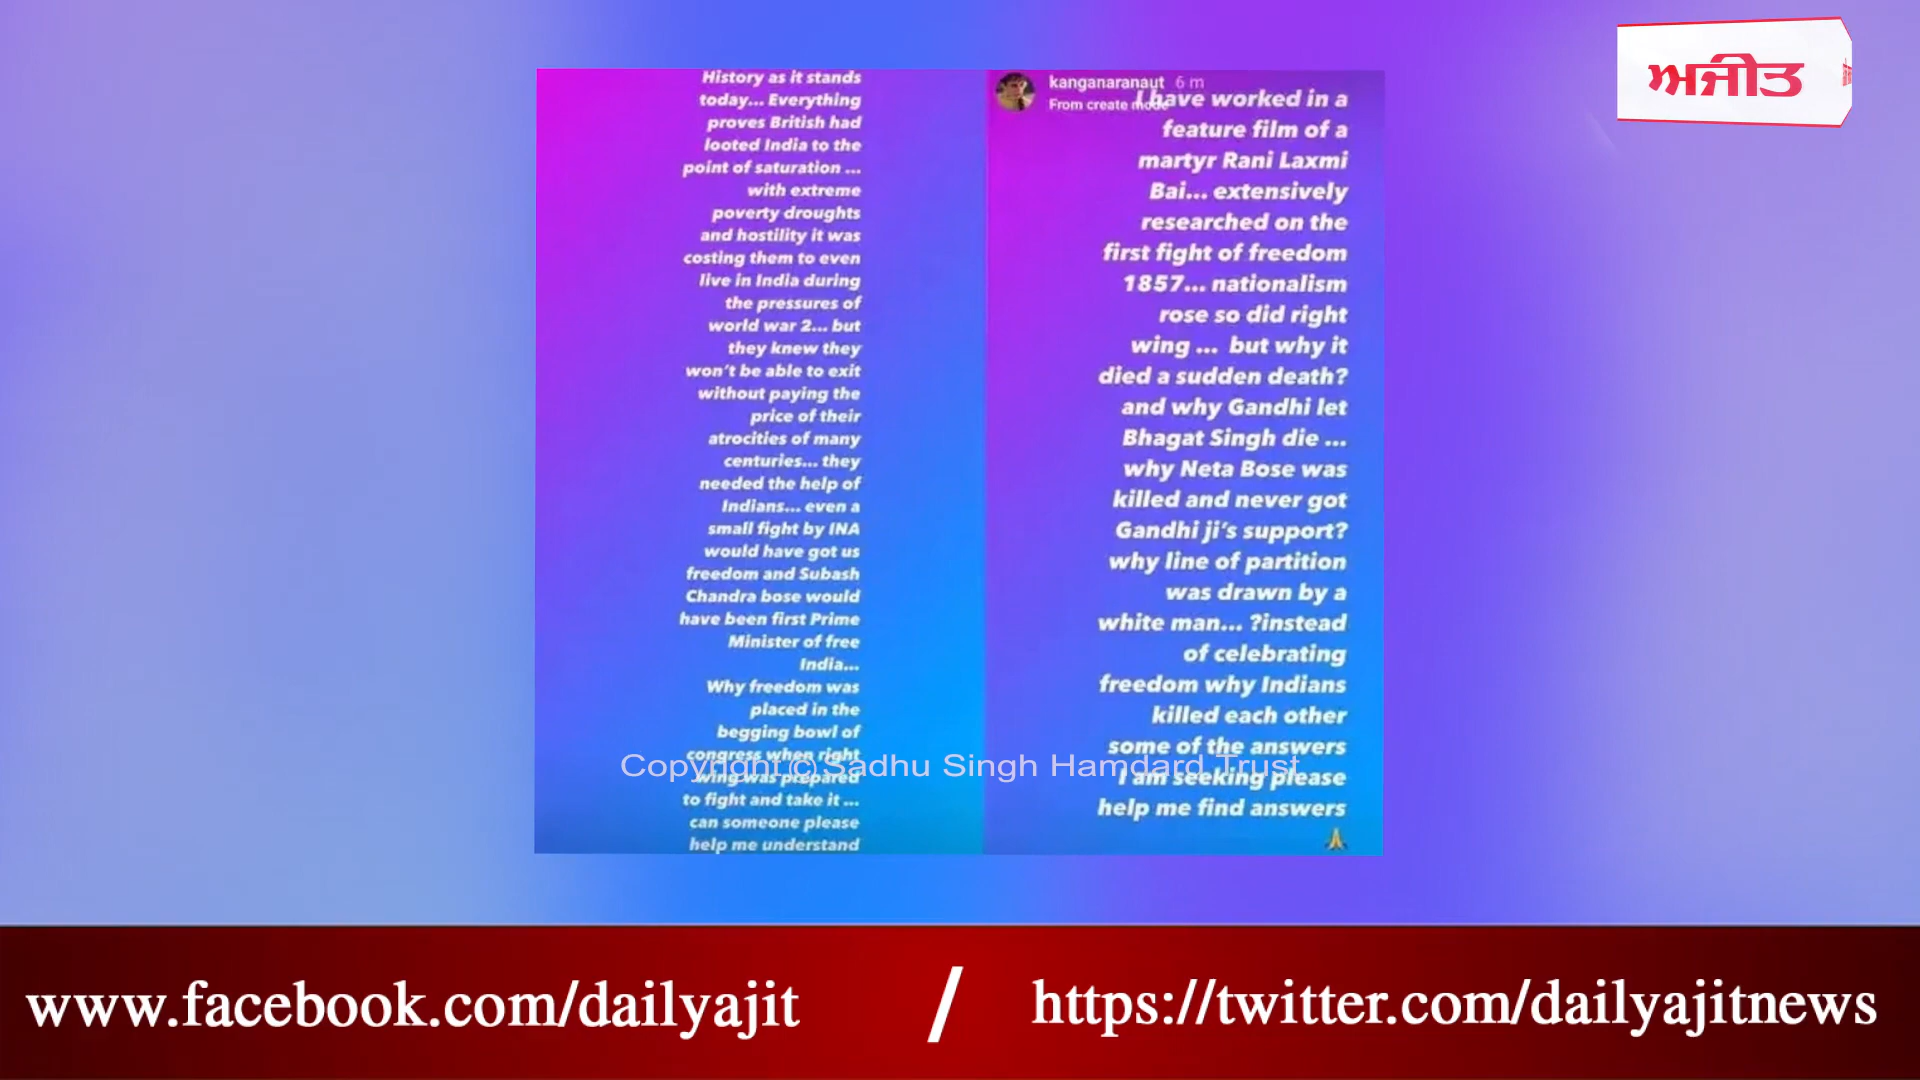 History as it stands
today... Everything
proves British had
looted India to the
point of saturation ...
with extreme
poverty droughts
and hostility it was
costing them to even
live in India during
the pressures of
world war 2... but
they knew they
won't be able to exit
without paying the
price of their
atrocities of many
centuries... they
needed the help of
Indians... even a
small fight by INA
would have got us
freedom and Subash
Chandra bose would
have been first Prime
Minister of free
India...
Why freedom was
placed in the
begging bowl of
congress when right
wing was prepared
to fight and take it ...
can someone please
help me understand
kanganaranaut 6 m
From create mode
I have worked in a
feature film of a
martyr Rani Laxmi
Bai... extensively
researched on the
first fight of freedom
1857... nationalism
rose so did right
wing ... but why it
died a sudden death?
and why Gandhi let
Bhagat Singh die ...
why Neta Bose was
killed and never got
Gandhi ji's support?
why line of partition
was drawn by a
white man... ?instead
of celebrating
freedom why Indians
killed each other
some of the answers
I am seeking please
help me find answers
🙏
Copyright © Sadhu Singh Hamdard Trust
ਅਜੀਤ
www.facebook.com/dailyajit / https://twitter.com/dailyajitnews